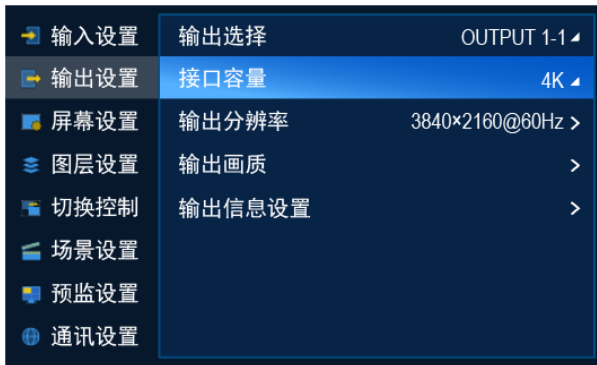 输入设置
输出设置
屏幕设置
图层设置
切换控制
场景设置
预监设置
通讯设置
输出选择 OUTPUT 1-1
接口容量 4K
输出分辨率 3840×2160@60Hz >
输出画质 >
输出信息设置 >